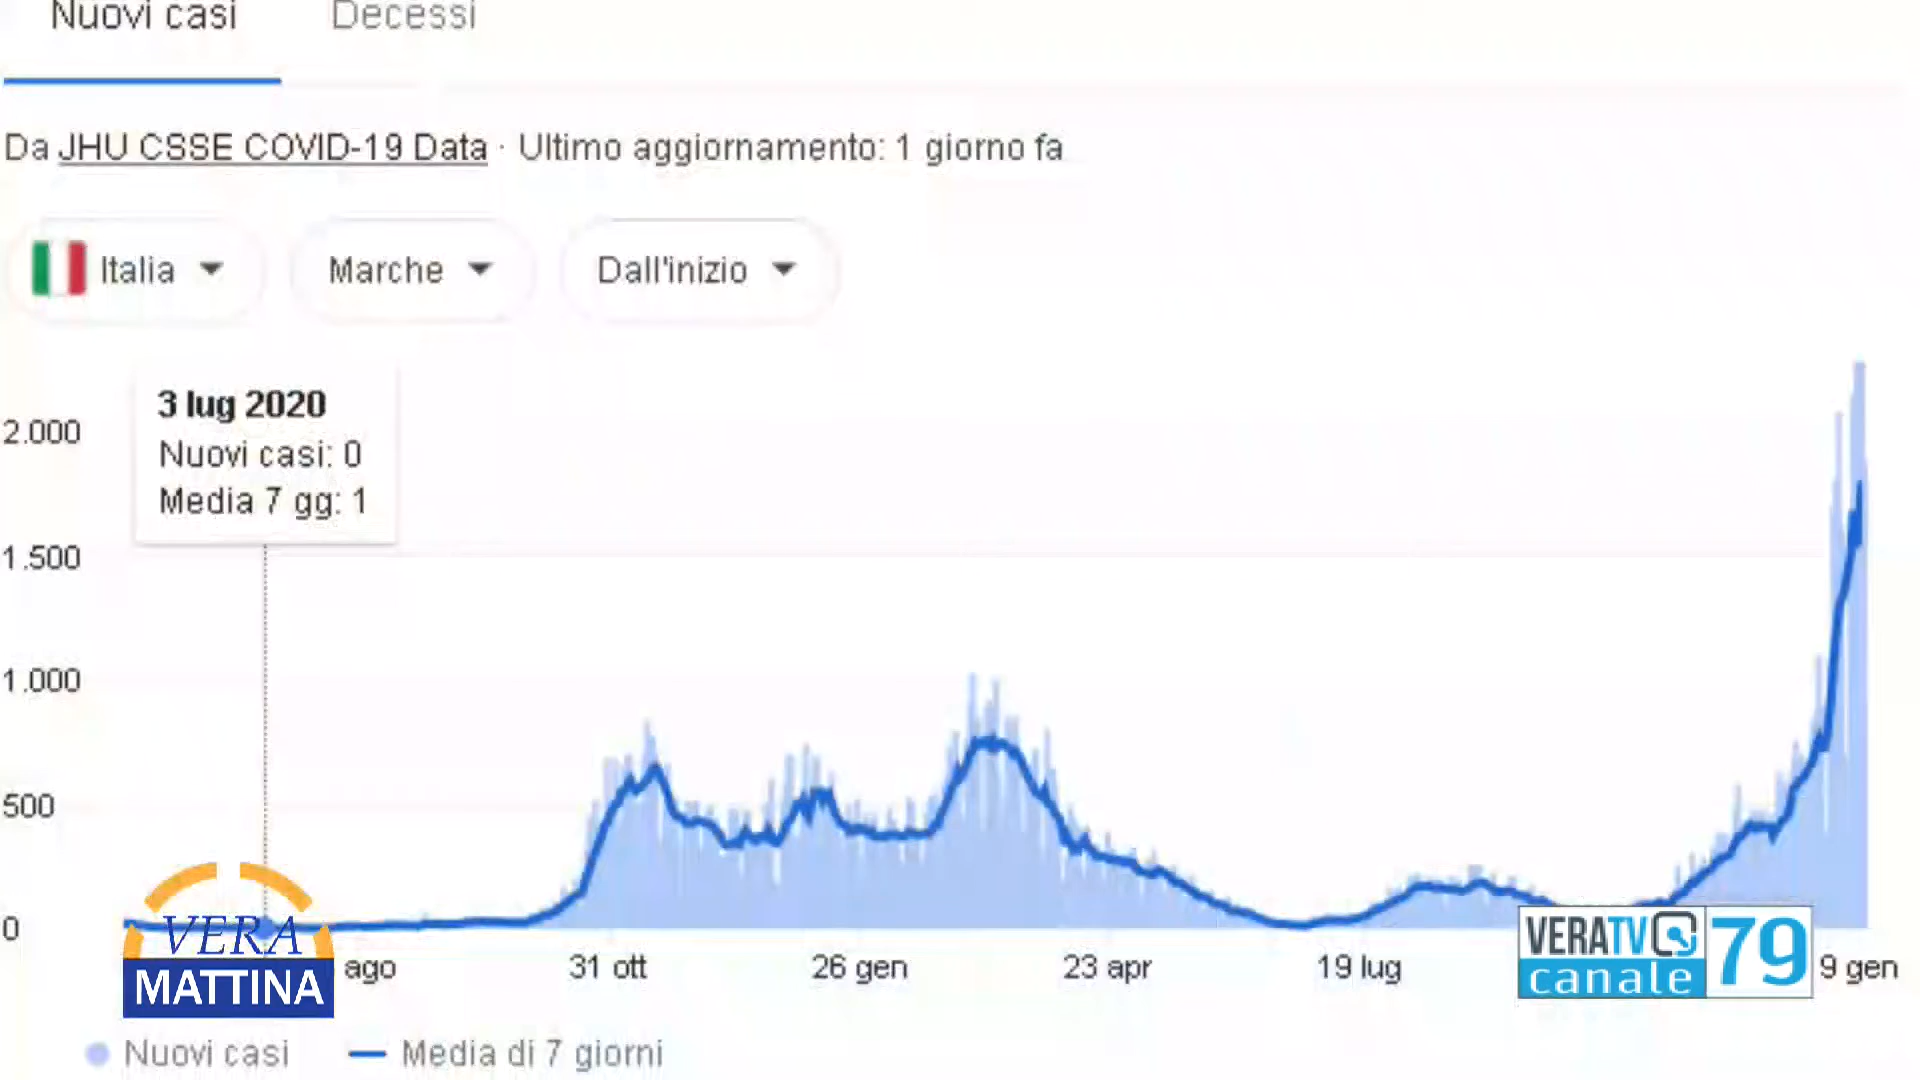 Nuovi casi Decessi
Da JHU CSSE COVID-19 Data · Ultimo aggiornamento: 1 giorno fa
Italia Marche Dall'inizio
3 lug 2020
Nuovi casi: 0
Media 7 gg: 1
2.000
1.500
1.000
500
0
ago 31 ott 26 gen 23 apr 19 lug 9 gen
VERA
MATTINA
VERATV
canale
79
Nuovi casi Media di 7 giorni